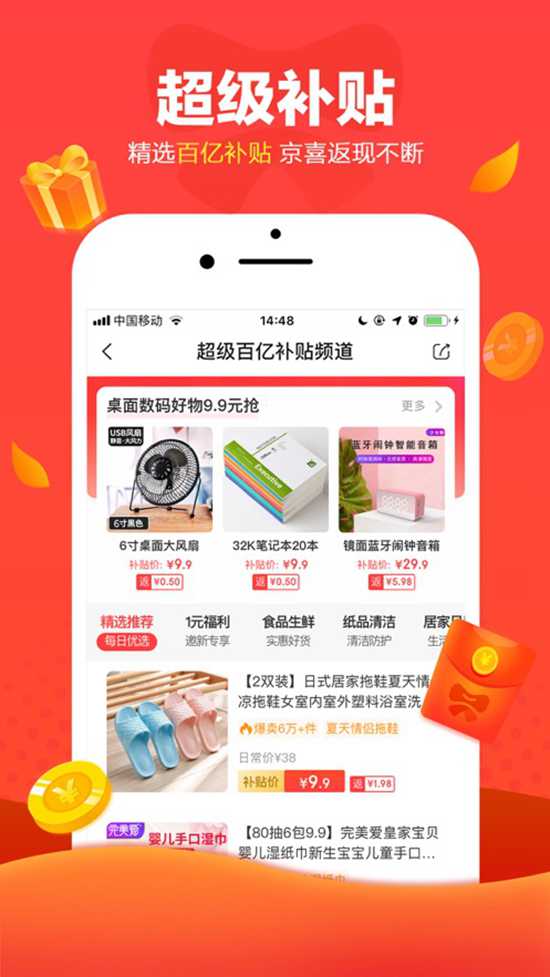 超级补贴
精选百亿补贴 京喜返现不断
中国移动
14:48
超级百亿补贴频道
桌面数码好物9.9元抢
更多
USB风扇
静音·大风力
6寸黑色
Executive
蓝牙闹钟智能音箱
6寸桌面大风扇
32K笔记本20本
镜面蓝牙闹钟音箱
补贴价: ¥9.9
补贴价: ¥9.9
补贴价: ¥29.9
返 ¥0.50
返 ¥0.50
返 ¥5.98
精选推荐 1元福利 食品生鲜 纸品清洁 居家日
每日优选 邀新专享 实惠好货 清洁防护 生活
【2双装】日式居家拖鞋夏天情
凉拖鞋女室内室外塑料浴室洗
爆卖6万+件 夏天情侣拖鞋
日常价¥38
补贴价 ¥9.9 返 ¥1.98
完美爱
婴儿手口湿巾
【80抽6包9.9】完美爱皇家宝贝
婴儿湿纸巾新生宝宝儿童手口...